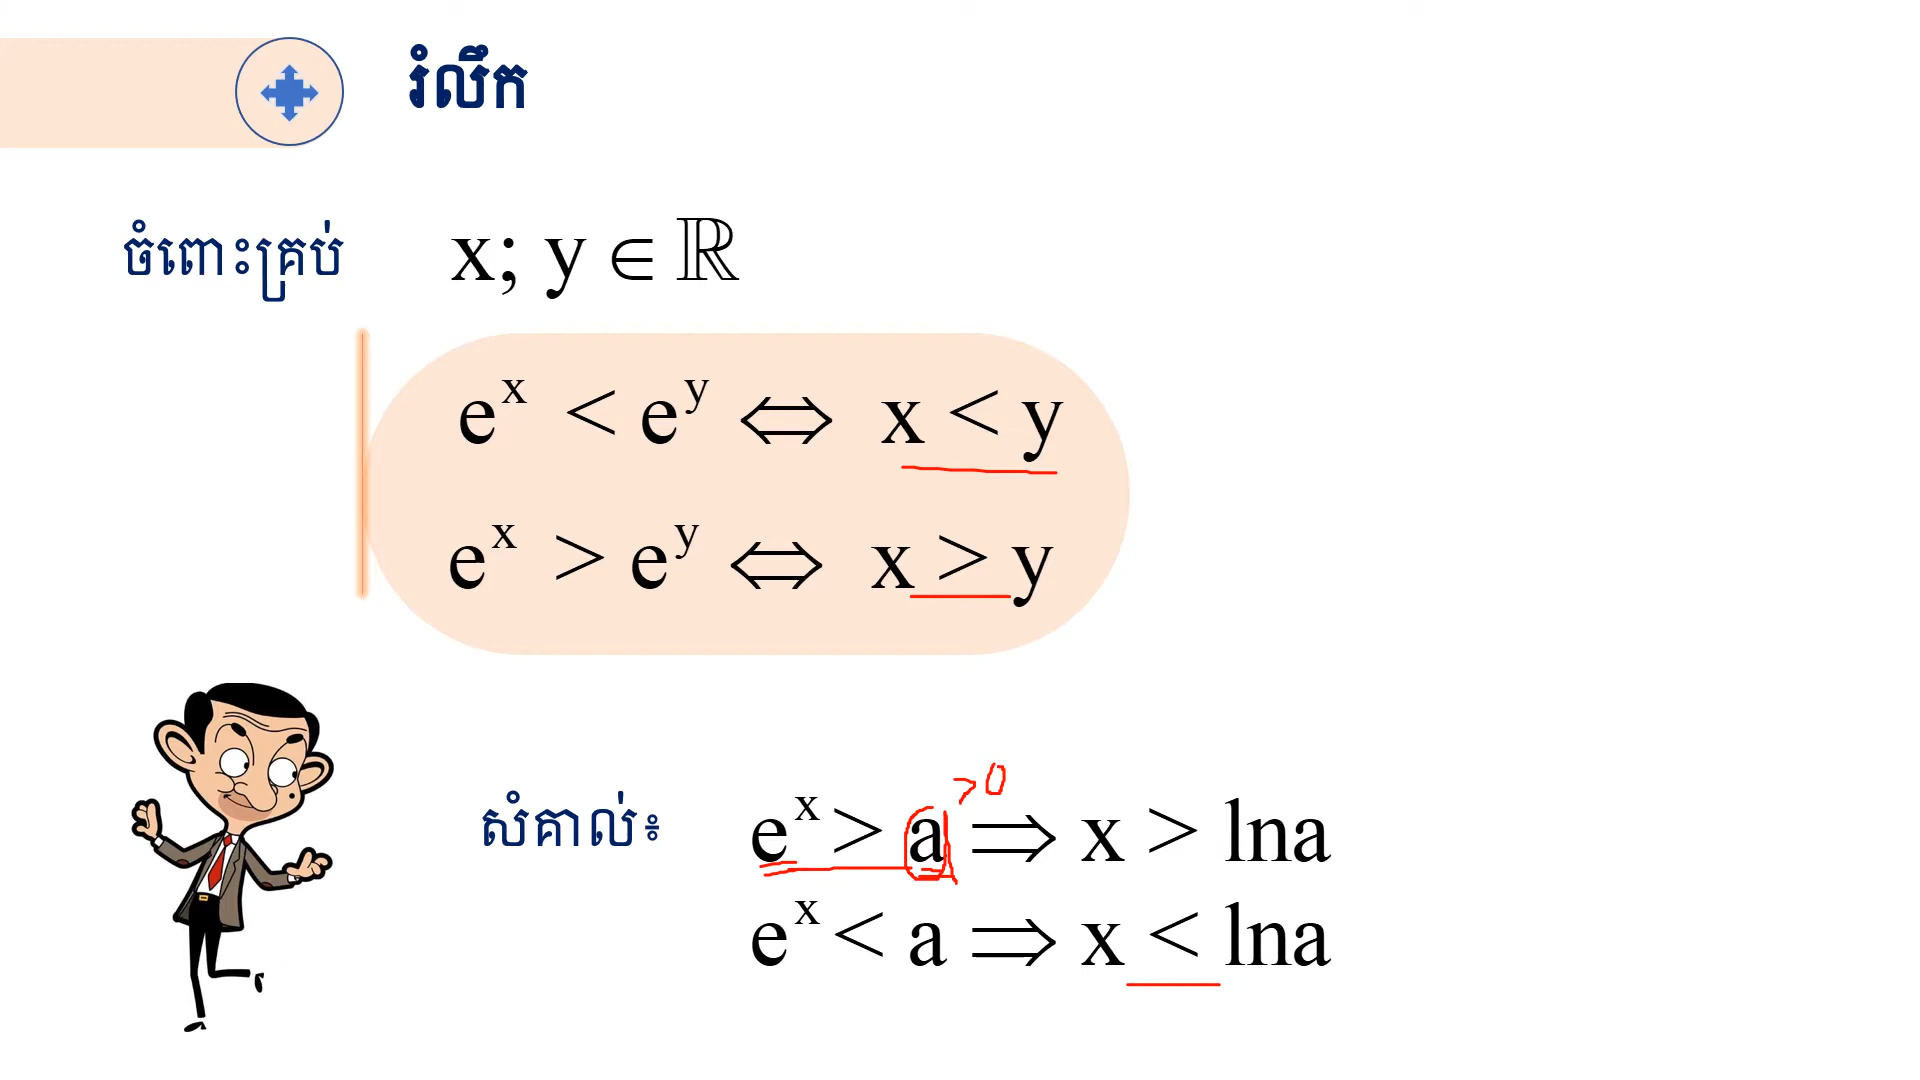 រំលឹក
ចំពោះគ្រប់ x; y ∈ ℝ
eˣ < eʸ ⇔ x < y
eˣ > eʸ ⇔ x > y
> 0
សំគាល់៖ eˣ > a ⇒ x > lna
eˣ < a ⇒ x < lna